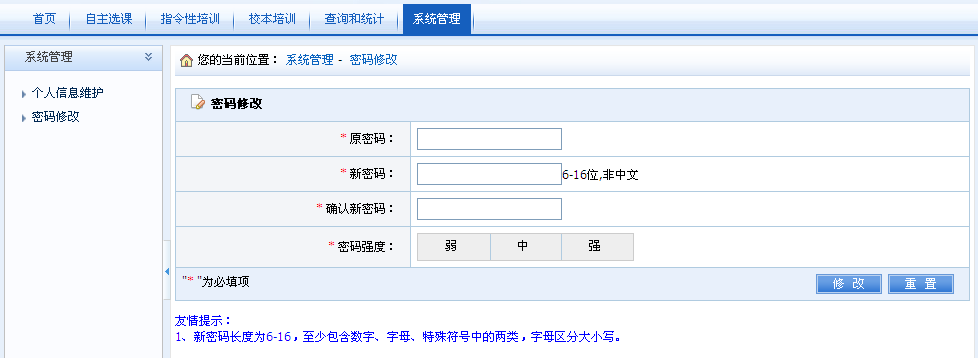 首页 自主选课 指令性培训 校本培训 查询和统计 系统管理
系统管理
个人信息维护
密码修改
您的当前位置： 系统管理 - 密码修改
密码修改
*原密码：
*新密码： 6-16位,非中文
*确认新密码：
*密码强度： 弱 中 强
"* "为必填项 修 改 重 置
友情提示：
1、新密码长度为6-16，至少包含数字、字母、特殊符号中的两类，字母区分大小写。